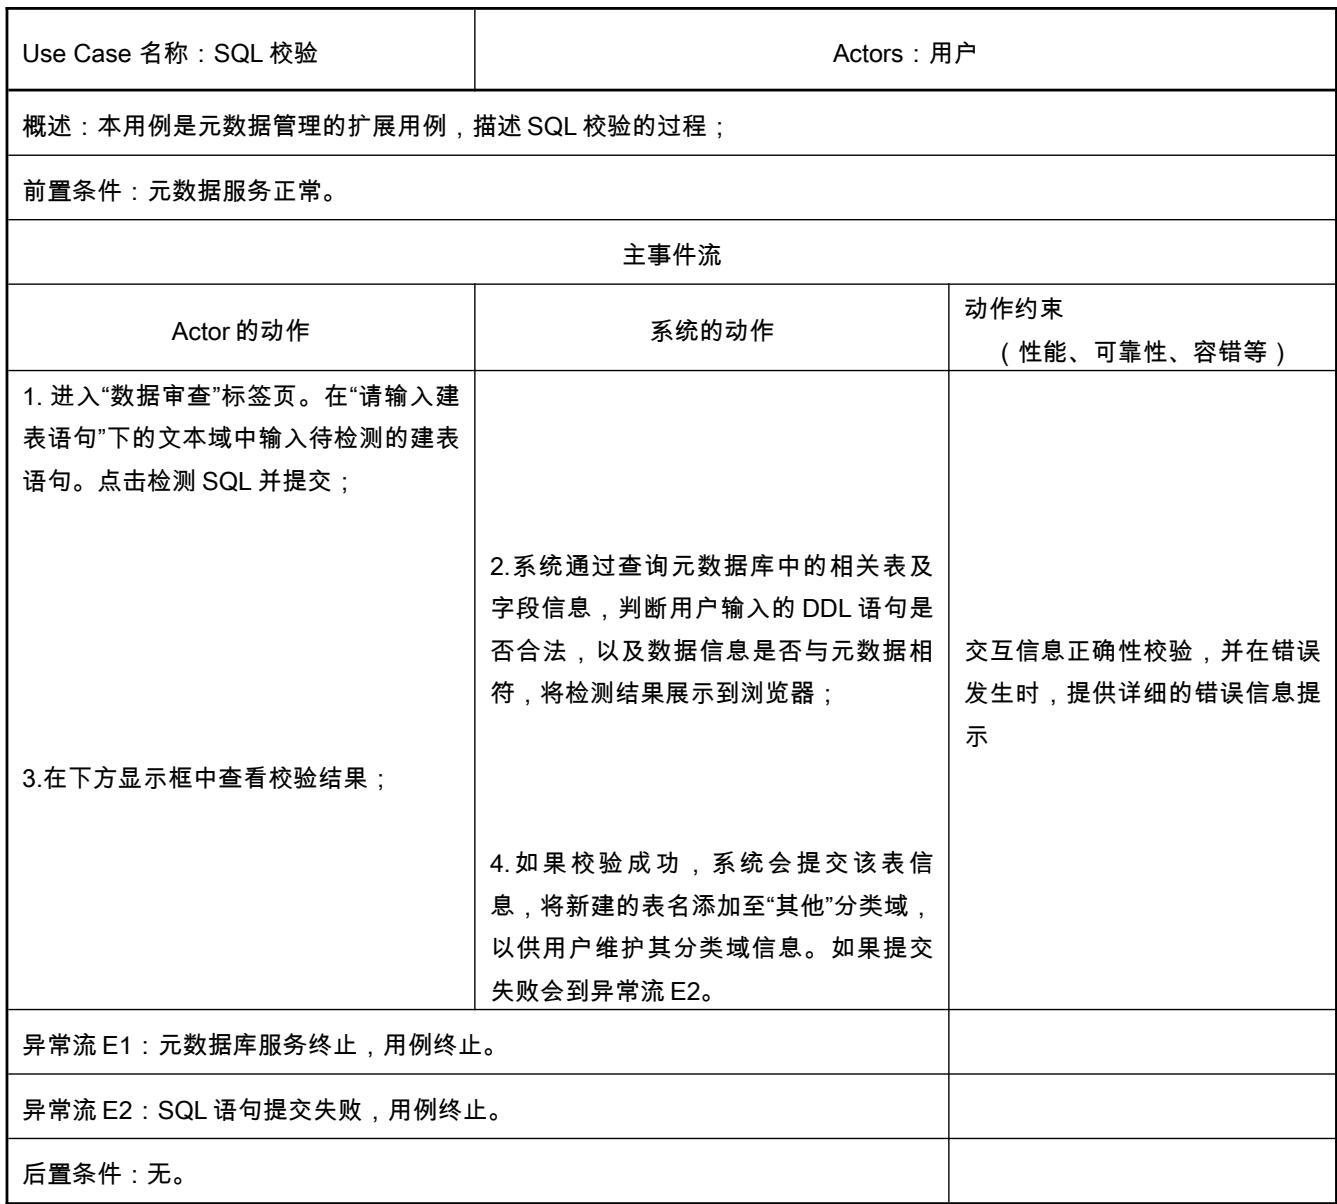 Use Case 名称：SQL 校验
Actors：用户
概述：本用例是元数据管理的扩展用例，描述 SQL 校验的过程；
前置条件：元数据服务正常。
主事件流
Actor 的动作
系统的动作
动作约束
（性能、可靠性、容错等）
1. 进入“数据审查”标签页。在“请输入建
表语句”下的文本域中输入待检测的建表
语句。点击检测 SQL 并提交；
2.系统通过查询元数据库中的相关表及
字段信息，判断用户输入的 DDL 语句是
否合法，以及数据信息是否与元数据相
符，将检测结果展示到浏览器；
3.在下方显示框中查看校验结果；
4.如果校验成功，系统会提交该表信
息，将新建的表名添加至“其他”分类域，
以供用户维护其分类域信息。如果提交
失败会到异常流 E2。
交互信息正确性校验，并在错误
发生时，提供详细的错误信息提
示
异常流 E1：元数据库服务终止，用例终止。
异常流 E2：SQL 语句提交失败，用例终止。
后置条件：无。